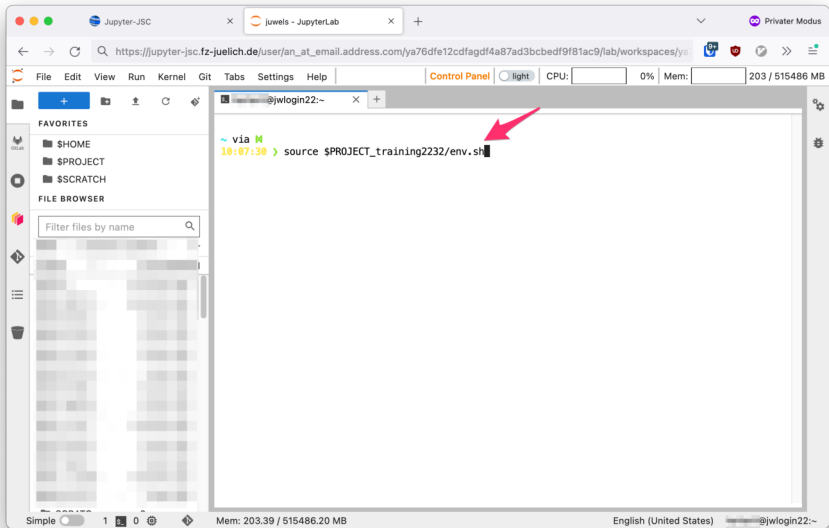 Jupyter-JSC
juwels - JupyterLab
Privater Modus
https://jupyter-jsc.fz-juelich.de/user/an_at_email.address.com/ya76dfe12cdfagdf4a87ad3bcbedf9f81ac9/lab/workspaces/ya
9+
File Edit View Run Kernel Git Tabs Settings Help
Control Panel light CPU: 0% Mem: 203 / 515486 MB
@jwlogin22:~
FAVORITES
$HOME
$PROJECT
$SCRATCH
FILE BROWSER
Filter files by name
~ via
10:07:30 ❯ source $PROJECT_training2232/env.sh
Simple 1 0 Mem: 203.39 / 515486.20 MB English (United States) @jwlogin22:~